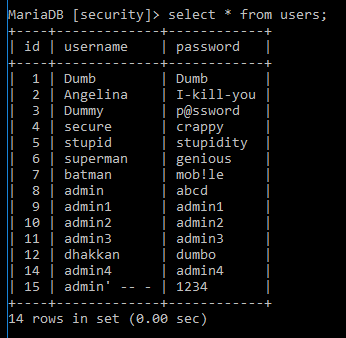 MariaDB [security]> select * from users;
+----+--------------+------------+
| id | username | password |
+----+--------------+------------+
| 1 | Dumb | Dumb |
| 2 | Angelina | I-kill-you |
| 3 | Dummy | p@ssword |
| 4 | secure | crappy |
| 5 | stupid | stupidity |
| 6 | superman | genious |
| 7 | batman | mob!le |
| 8 | admin | abcd |
| 9 | admin1 | admin1 |
| 10 | admin2 | admin2 |
| 11 | admin3 | admin3 |
| 12 | dhakkan | dumbo |
| 14 | admin4 | admin4 |
| 15 | admin' -- - | 1234 |
+----+--------------+------------+
14 rows in set (0.00 sec)